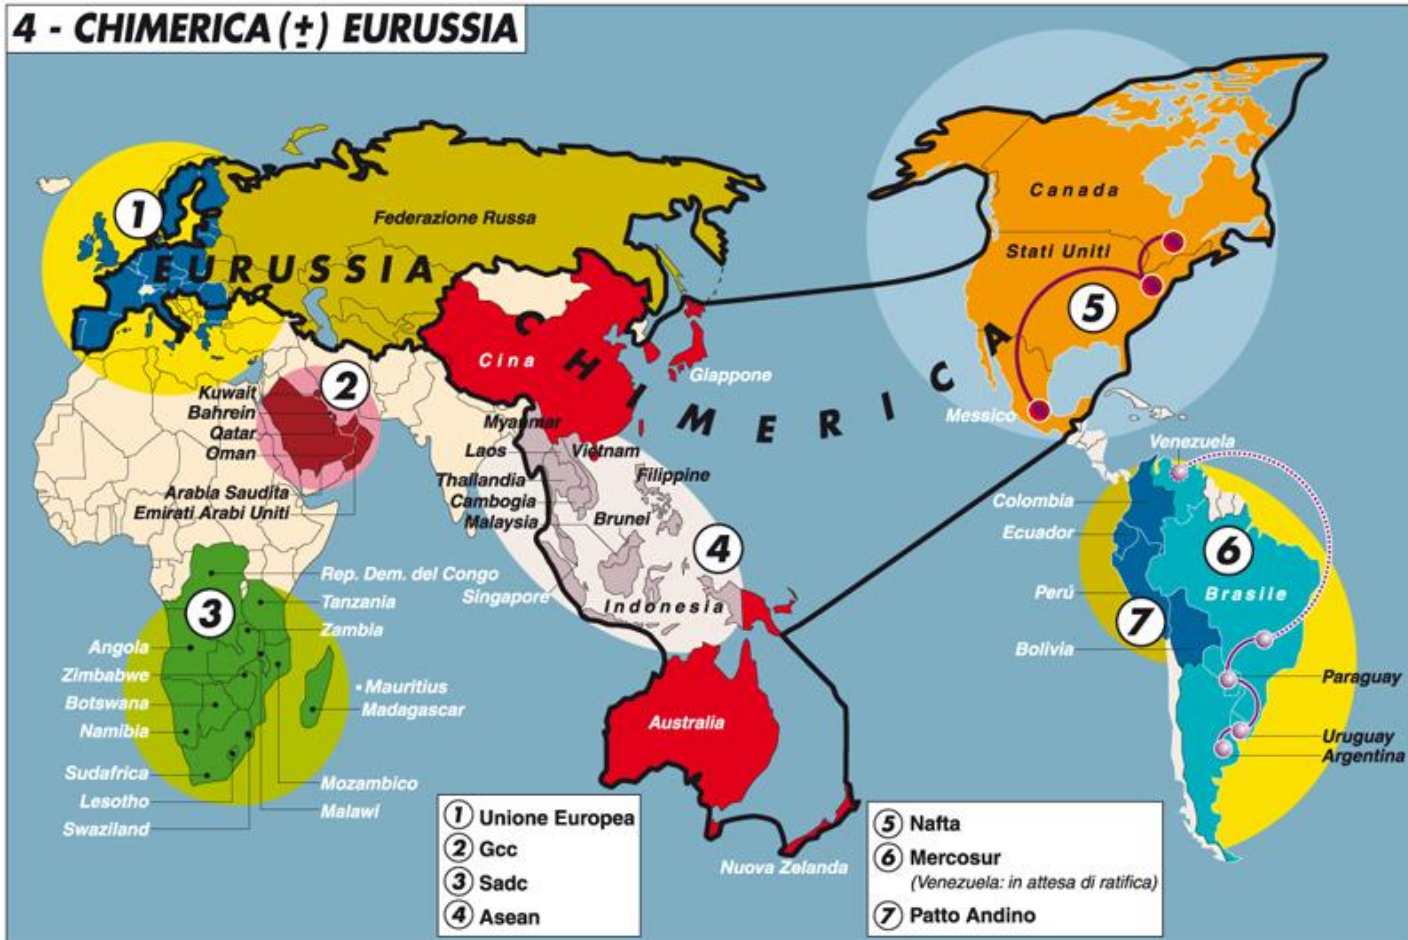 4 - CHIMERICA (±) EURUSSIA
1
Federazione Russa
EURUSSIA
Canada
Stati Uniti
5
CHIMERICA
Cina
Giappone
Messico
2
Kuwait
Bahrein
Qatar
Oman
Arabia Saudita
Emirati Arabi Uniti
Myanmar
Laos
Vietnam
Thailandia
Filippine
Cambogia
Malaysia
Brunei
4
Singapore
Indonesia
Venezuela
Colombia
Ecuador
6
Perú
Brasile
7
Bolivia
Paraguay
Uruguay
Argentina
Rep. Dem. del Congo
3
Tanzania
Zambia
Angola
Zimbabwe
Mauritius
Botswana
Madagascar
Namibia
Sudafrica
Mozambico
Lesotho
Malawi
Swaziland
Australia
Nuova Zelanda
1 Unione Europea
2 Gcc
3 Sadc
4 Asean
5 Nafta
6 Mercosur
(Venezuela: in attesa di ratifica)
7 Patto Andino